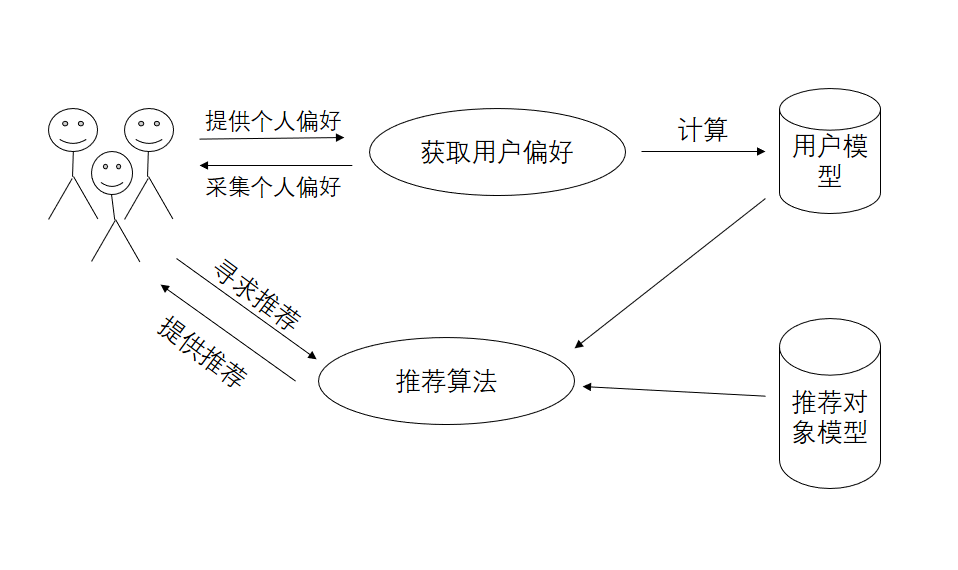 提供个人偏好
采集个人偏好
获取用户偏好
计算
用户模
型
寻求推荐
提供推荐
推荐算法
推荐对
象模型